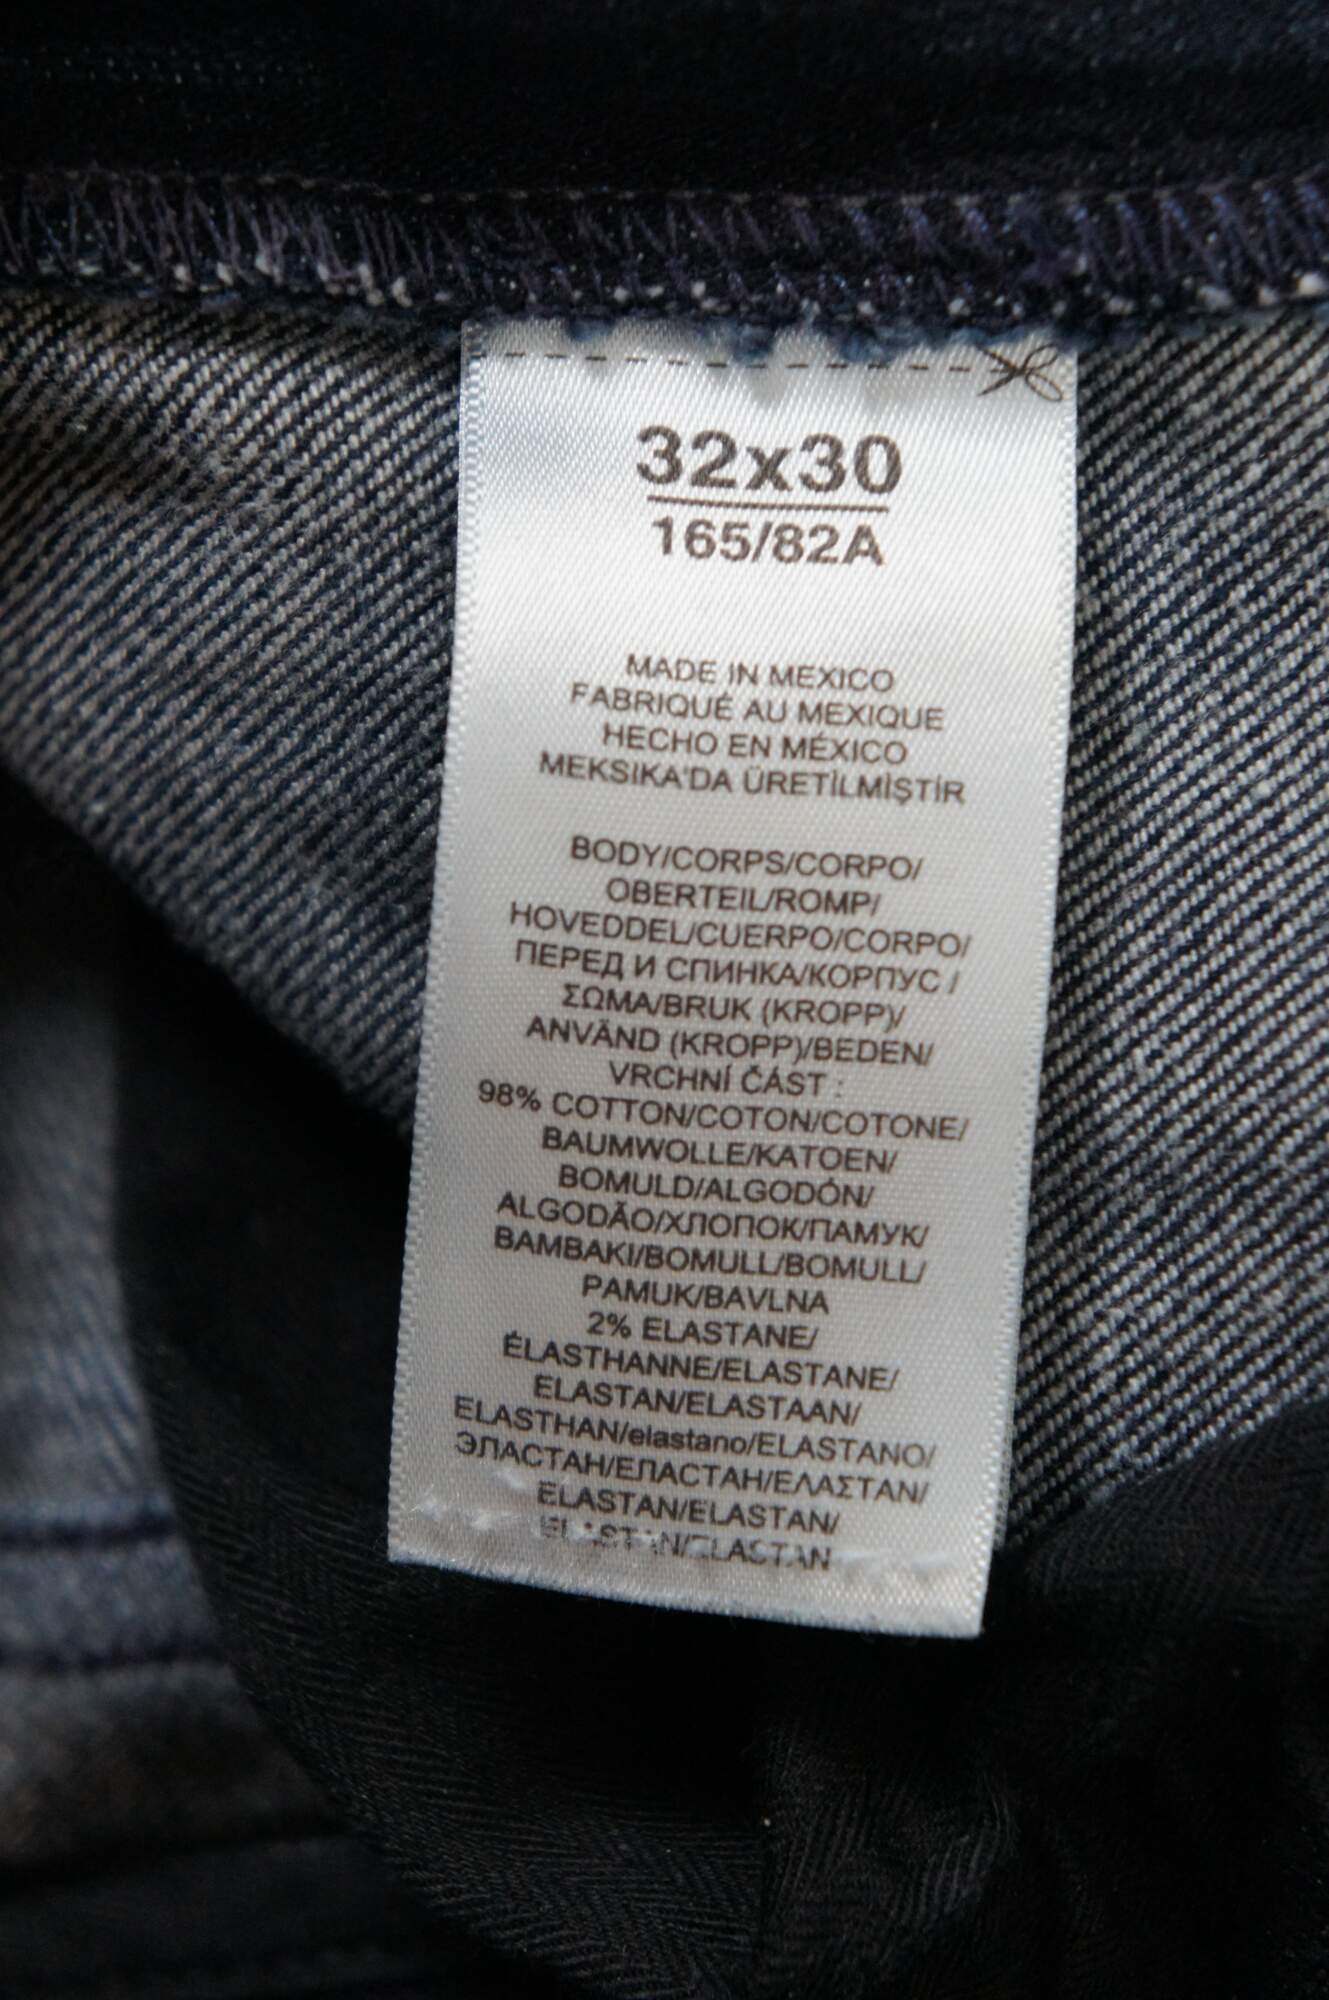 32x30
165/82A
MADE IN MEXICO
FABRIQUÉ AU MEXIQUE
HECHO EN MÉXICO
MEKSIKA'DA ÜRETİLMİŞTİR
BODY/CORPS/CORPO/
OBERTEIL/ROMP/
HOVEDDEL/CUERPO/CORPO/
ПЕРЕД И СПИНКА/КОРПУС /
ΣΩΜΑ/BRUK (KROPP)/
ANVÄND (KROPP)/BEDEN/
VRCHNÍ ČÁST :
98% COTTON/COTON/COTONE/
BAUMWOLLE/KATOEN/
BOMULD/ALGODÓN/
ALGODÃO/ХЛОПОК/ПАМУК/
BAMBAKI/BOMULL/BOMULL/
PAMUK/BAVLNA
2% ELASTANE/
ÉLASTHANNE/ELASTANE/
ELASTAN/ELASTAAN/
ELASTHAN/elastano/ELASTANO/
ЭЛАСТАН/ЕЛАСТАН/ΕΛΑΣΤΑΝ/
ELASTAN/ELASTAN/
ELASTAN/ELASTAN